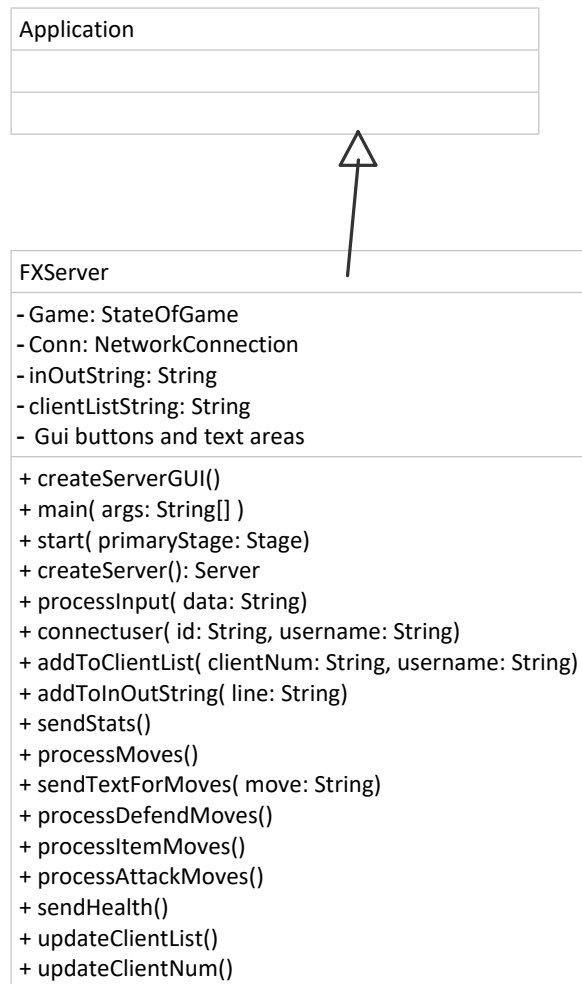 Application
FXServer
- Game: StateOfGame
- Conn: NetworkConnection
- inOutString: String
- clientListString: String
- Gui buttons and text areas
+ createServerGUI()
+ main( args: String[] )
+ start( primaryStage: Stage)
+ createServer(): Server
+ processInput( data: String)
+ connectuser( id: String, username: String)
+ addToClientList( clientNum: String, username: String)
+ addToInOutString( line: String)
+ sendStats()
+ processMoves()
+ sendTextForMoves( move: String)
+ processDefendMoves()
+ processItemMoves()
+ processAttackMoves()
+ sendHealth()
+ updateClientList()
+ updateClientNum()